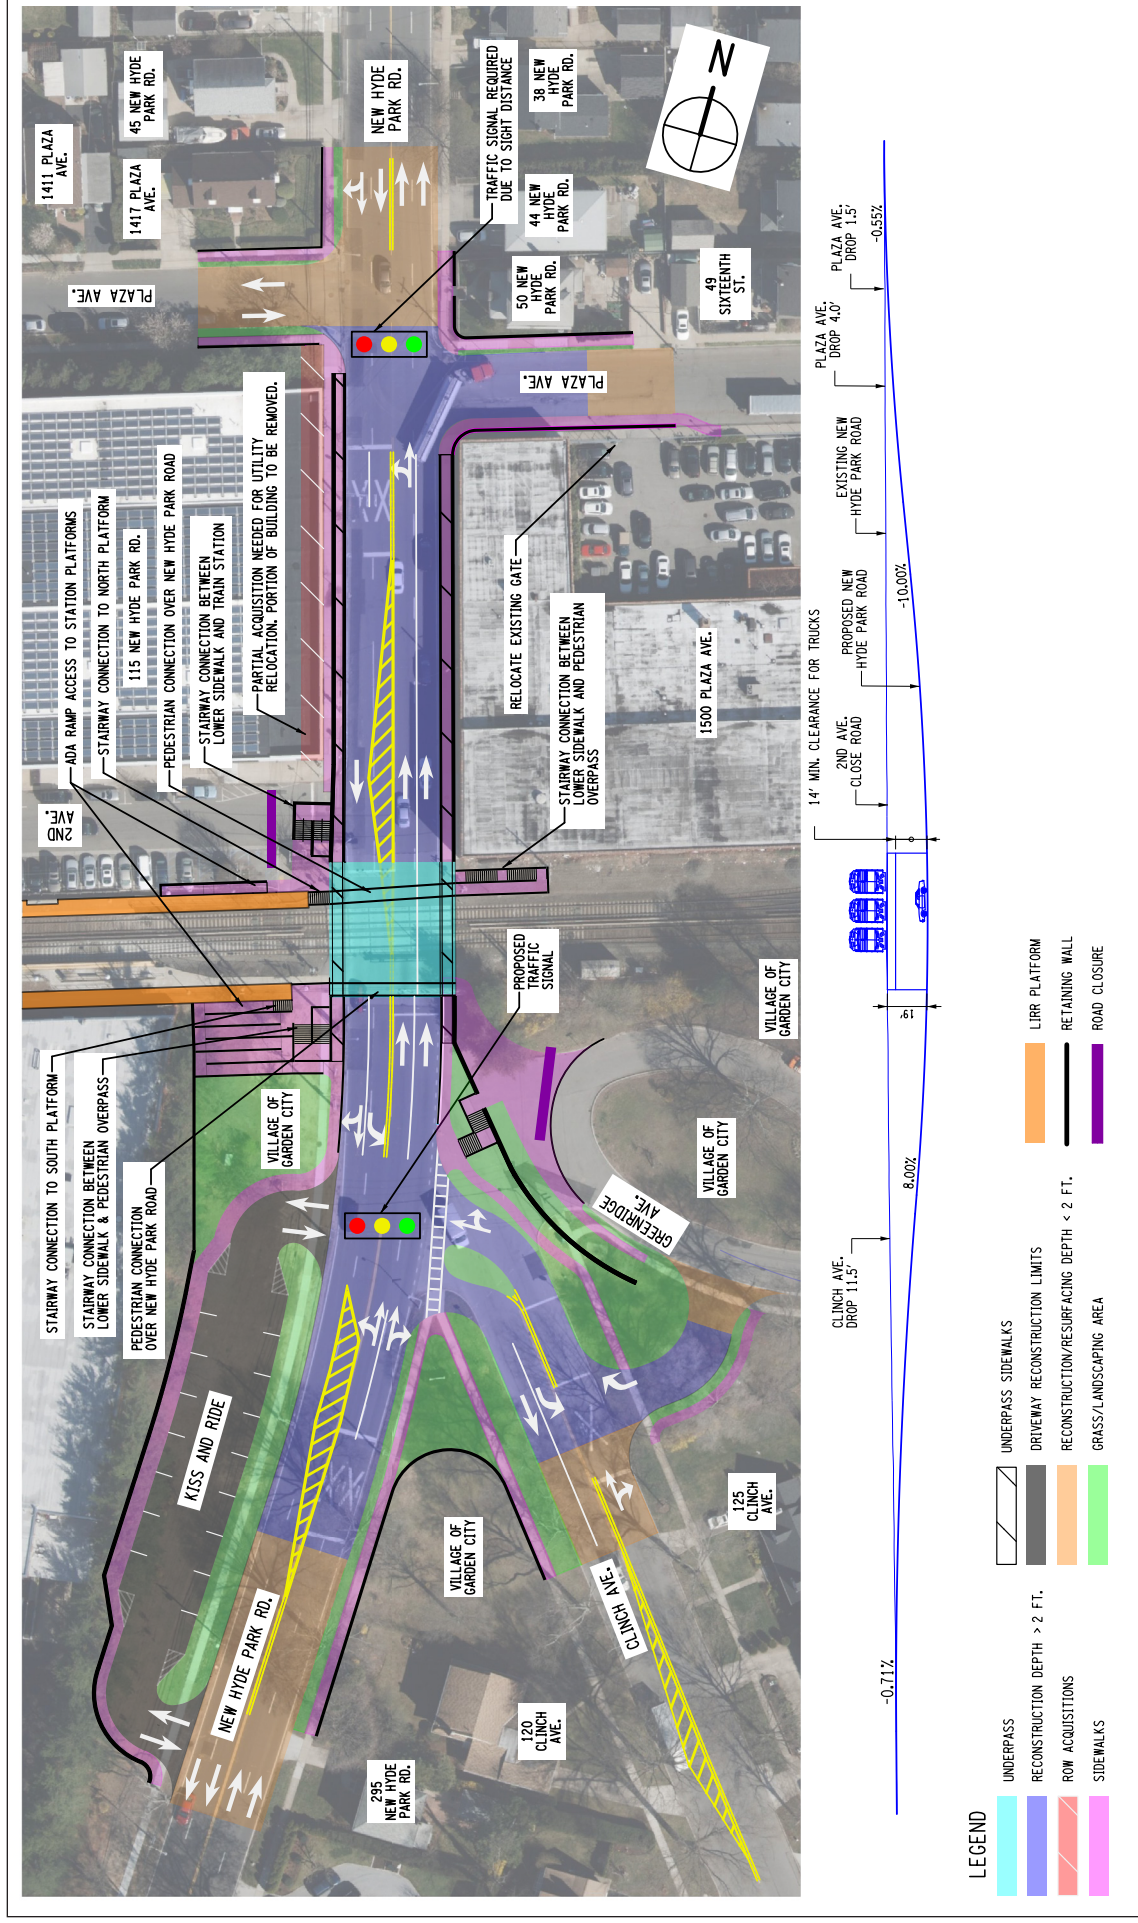 1411 PLAZA
AVE.
45 NEW HYDE
PARK RD.
1417 PLAZA
AVE.
PLAZA AVE.
NEW HYDE
PARK RD.
TRAFFIC SIGNAL REQUIRED
DUE TO SIGHT DISTANCE
38 NEW
HYDE
PARK RD.
44 NEW
HYDE
PARK RD.
50 NEW
HYDE
PARK RD.
49
SIXTEENTH
ST.
N
PLAZA AVE.
2ND
AVE.
ADA RAMP ACCESS TO STATION PLATFORMS
STAIRWAY CONNECTION TO NORTH PLATFORM
115 NEW HYDE PARK RD.
PEDESTRIAN CONNECTION OVER NEW HYDE PARK ROAD
STAIRWAY CONNECTION BETWEEN
LOWER SIDEWALK AND TRAIN STATION
PARTIAL ACQUISITION NEEDED FOR UTILITY
RELOCATION. PORTION OF BUILDING TO BE REMOVED.
RELOCATE EXISTING GATE
STAIRWAY CONNECTION BETWEEN
LOWER SIDEWALK AND PEDESTRIAN
OVERPASS
1500 PLAZA AVE.
STAIRWAY CONNECTION TO SOUTH PLATFORM
STAIRWAY CONNECTION BETWEEN
LOWER SIDEWALK & PEDESTRIAN OVERPASS
PEDESTRIAN CONNECTION
OVER NEW HYDE PARK ROAD
VILLAGE OF
GARDEN CITY
PROPOSED
TRAFFIC
SIGNAL
VILLAGE OF
GARDEN CITY
VILLAGE OF
GARDEN CITY
GREENRIDGE
AVE.
KISS AND RIDE
NEW HYDE PARK RD.
VILLAGE OF
GARDEN CITY
CLINCH AVE.
125
CLINCH
AVE.
120
CLINCH
AVE.
295
NEW HYDE
PARK RD.
-0.71%
CLINCH AVE.
DROP 11.5'
8.00%
19'
14' MIN. CLEARANCE FOR TRUCKS
2ND AVE.
CLOSE ROAD
PROPOSED NEW
HYDE PARK ROAD
-10.00%
EXISTING NEW
HYDE PARK ROAD
PLAZA AVE.
DROP 4.0'
PLAZA AVE.
DROP 1.5'
-0.55%
LEGEND
UNDERPASS
RECONSTRUCTION DEPTH > 2 FT.
ROW ACQUISITIONS
SIDEWALKS
UNDERPASS SIDEWALKS
DRIVEWAY RECONSTRUCTION LIMITS
RECONSTRUCTION/RESURFACING DEPTH < 2 FT.
GRASS/LANDSCAPING AREA
LIRR PLATFORM
RETAINING WALL
ROAD CLOSURE